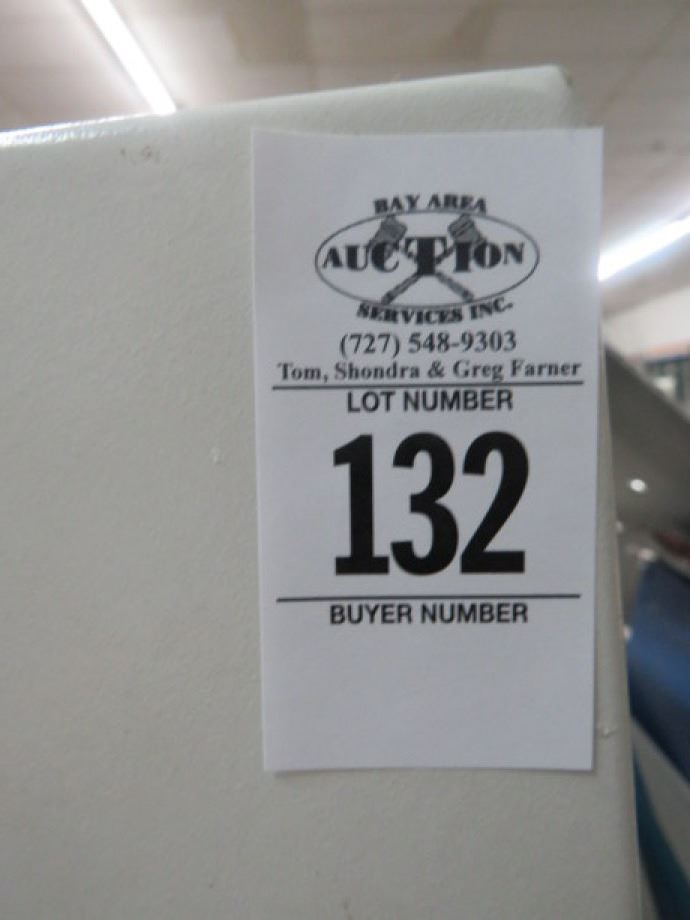 BAY AREA
AUCTION
SERVICES INC.
(727) 548-9303
Tom, Shondra & Greg Farner
LOT NUMBER
132
BUYER NUMBER